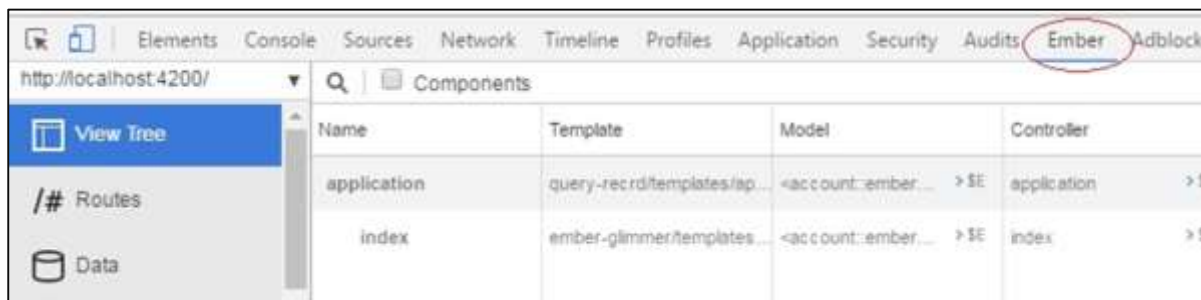 Elements Console Sources Network Timeline Profiles Application Security Audits Ember Adblock
http://localhost:4200/ ▼ Components
View Tree
Name Template Model Controller
application query-recrd/templates/ap... <account:ember... >$E application >$
/# Routes
index ember-glimmer/templates... <account:ember... >$E index >$
Data